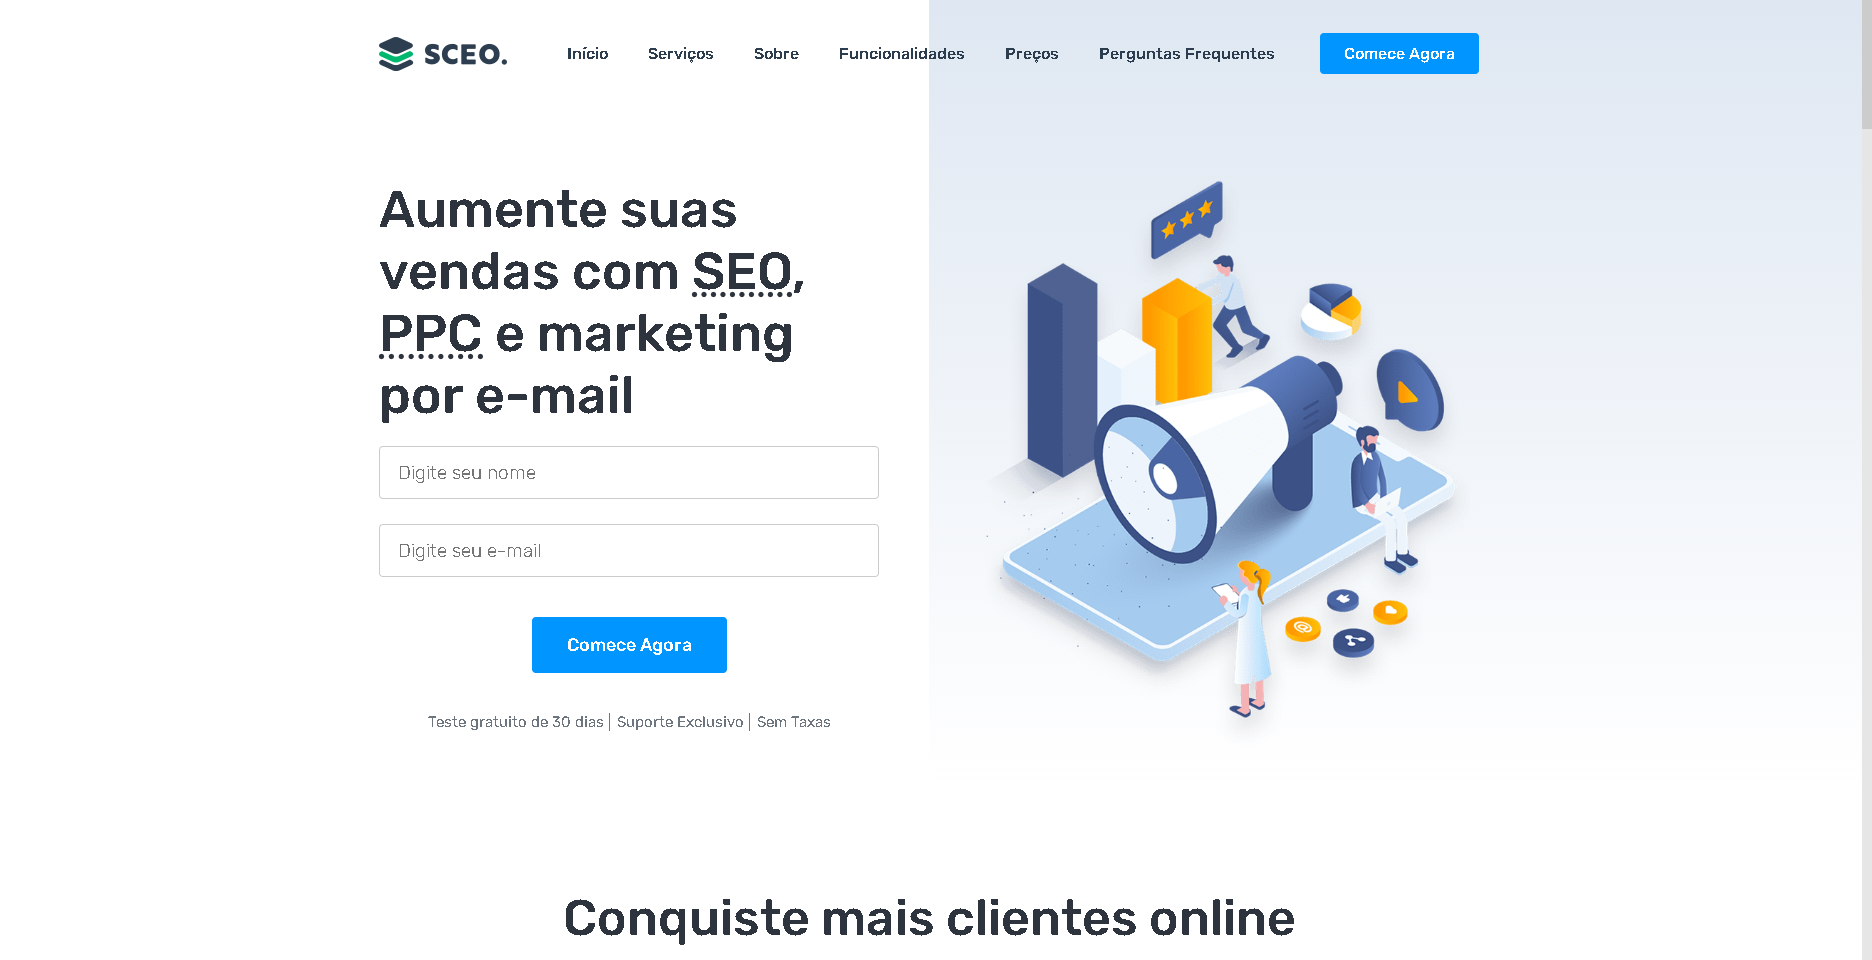 SCEO.
Início
Serviços
Sobre
Funcionalidades
Preços
Perguntas Frequentes
Comece Agora
Aumente suas
vendas com SEO,
PPC e marketing
por e-mail
Digite seu nome
Digite seu e-mail
Comece Agora
Teste gratuito de 30 dias | Suporte Exclusivo | Sem Taxas
Conquiste mais clientes online